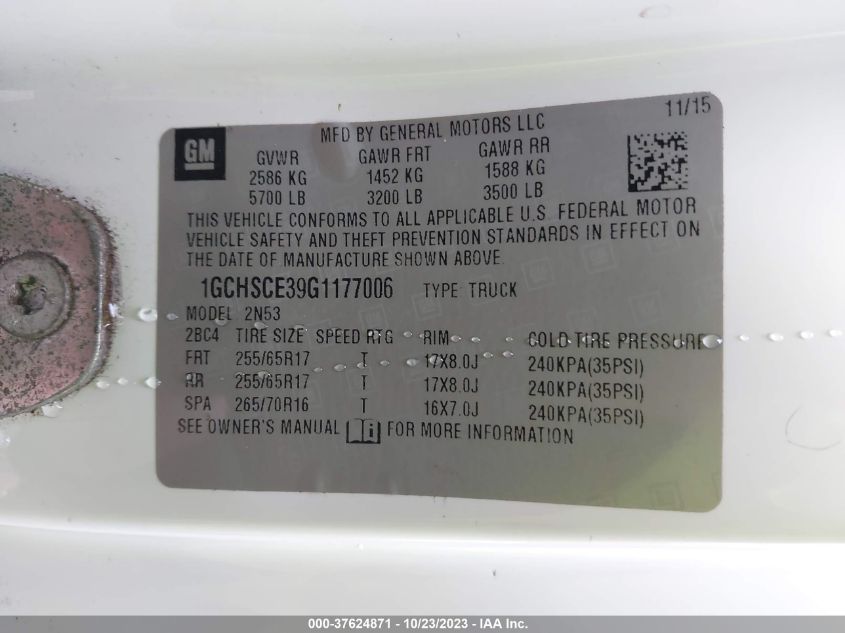 GM
11/15
MFD BY GENERAL MOTORS LLC
GVWR GAWR FRT GAWR RR
2586 KG 1452 KG 1588 KG
5700 LB 3200 LB 3500 LB
THIS VEHICLE CONFORMS TO ALL APPLICABLE U.S. FEDERAL MOTOR
VEHICLE SAFETY AND THEFT PREVENTION STANDARDS IN EFFECT ON
THE DATE OF MANUFACTURE SHOWN ABOVE.
1GCHSCE39G1177006 TYPE TRUCK
MODEL 2N53
2BC4 TIRE SIZE SPEED RTG RIM COLD TIRE PRESSURE
FRT 255/65R17 T 17X8.0J 240KPA(35PSI)
RR 255/65R17 T 17X8.0J 240KPA(35PSI)
SPA 265/70R16 T 16X7.0J 240KPA(35PSI)
SEE OWNER'S MANUAL i FOR MORE INFORMATION
000-37624871 - 10/23/2023 - IAA Inc.